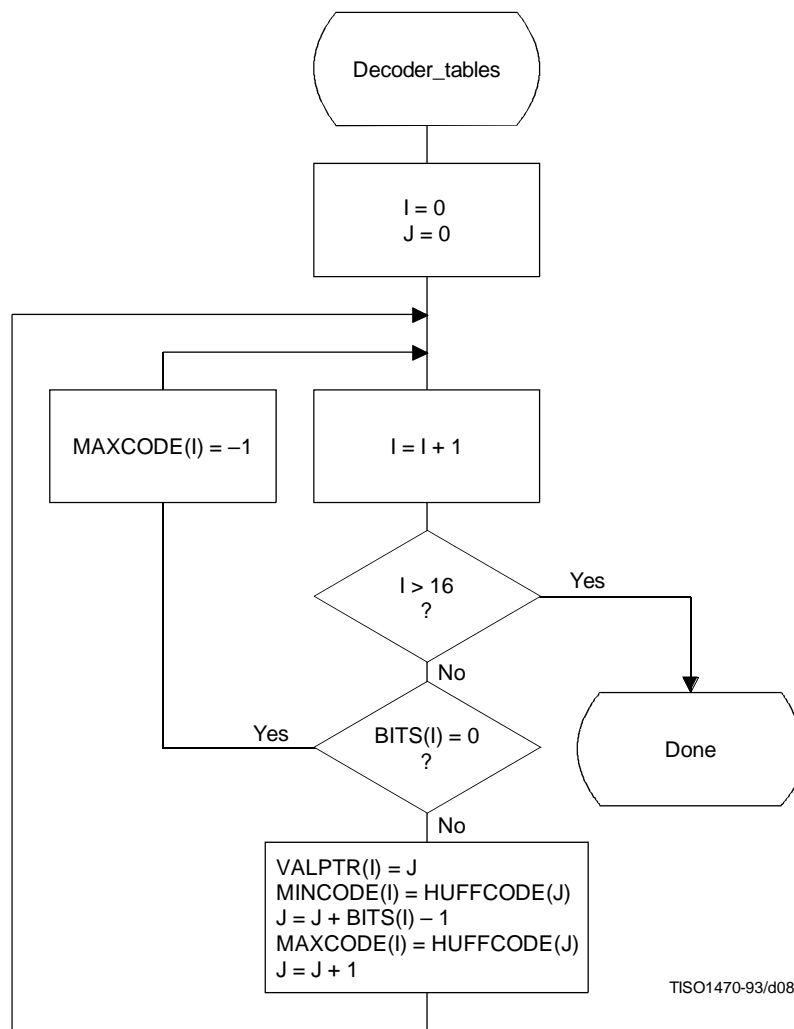 Decoder_tables
I = 0
J = 0
MAXCODE(I) = –1
I = I + 1
I > 16
?
Yes
No
Yes
BITS(I) = 0
?
Done
No
VALPTR(I) = J
MINCODE(I) = HUFFCODE(J)
J = J + BITS(I) – 1
MAXCODE(I) = HUFFCODE(J)
J = J + 1
TISO1470-93/d08